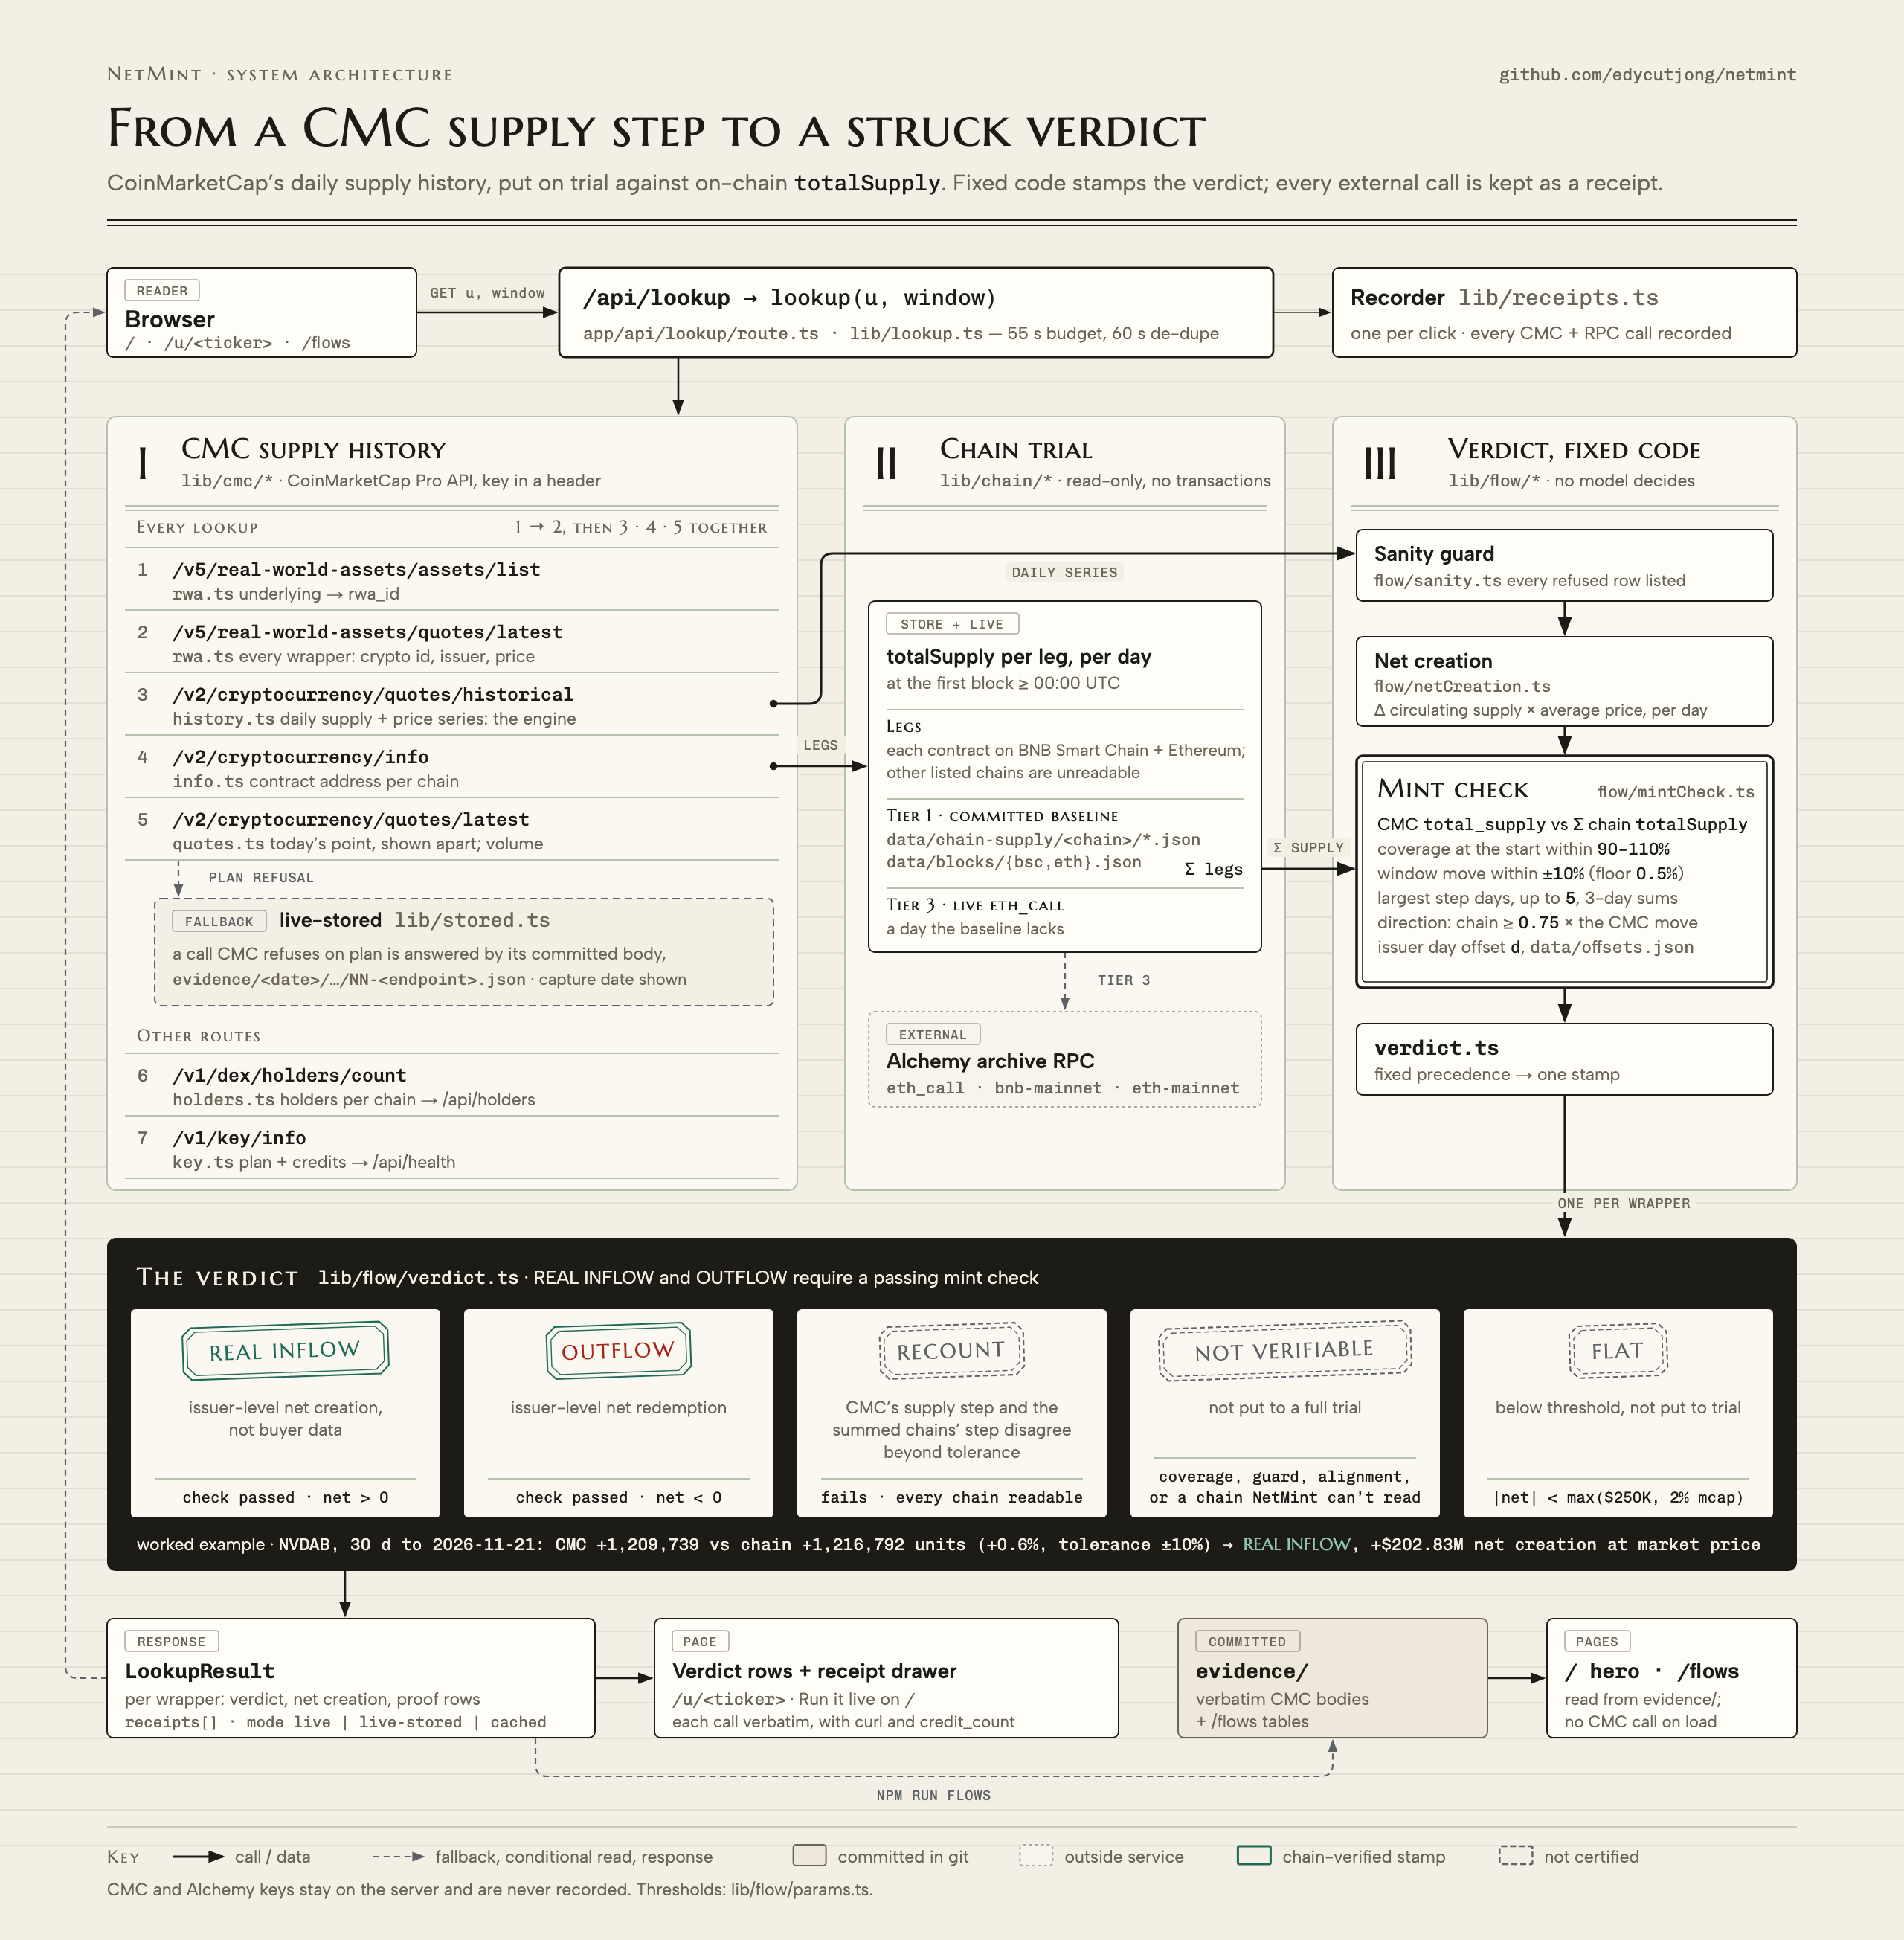 NetMint · system architecture
github.com/edycutjong/netmint
From a CMC supply step to a struck verdict
CoinMarketCap's daily supply history, put on trial against on-chain totalSupply. Fixed code stamps the verdict; every external call is kept as a receipt.
READER
Browser
/ · /u/<ticker> · /flows
GET u, window
/api/lookup → lookup(u, window)
app/api/lookup/route.ts · lib/lookup.ts — 55 s budget, 60 s de-dupe
Recorder lib/receipts.ts
one per click · every CMC + RPC call recorded
I
CMC supply history
lib/cmc/* · CoinMarketCap Pro API, key in a header
Every lookup
1 → 2, then 3 · 4 · 5 together
1 /v5/real-world-assets/assets/list
rwa.ts underlying → rwa_id
2 /v5/real-world-assets/quotes/latest
rwa.ts every wrapper: crypto id, issuer, price
3 /v2/cryptocurrency/quotes/historical
history.ts daily supply + price series: the engine
4 /v2/cryptocurrency/info
info.ts contract address per chain
5 /v2/cryptocurrency/quotes/latest
quotes.ts today's point, shown apart; volume
PLAN REFUSAL
FALLBACK live-stored lib/stored.ts
a call CMC refuses on plan is answered by its committed body,
evidence/<date>/…/NN-<endpoint>.json · capture date shown
Other routes
6 /v1/dex/holders/count
holders.ts holders per chain → /api/holders
7 /v1/key/info
key.ts plan + credits → /api/health
LEGS
II
Chain trial
lib/chain/* · read-only, no transactions
DAILY SERIES
STORE + LIVE
totalSupply per leg, per day
at the first block ≥ 00:00 UTC
Legs
each contract on BNB Smart Chain + Ethereum;
other listed chains are unreadable
Tier 1 · committed baseline
data/chain-supply/<chain>/*.json
data/blocks/{bsc,eth}.json
Σ legs
Tier 3 · live eth_call
a day the baseline lacks
TIER 3
EXTERNAL
Alchemy archive RPC
eth_call · bnb-mainnet · eth-mainnet
Σ SUPPLY
III
Verdict, fixed code
lib/flow/* · no model decides
Sanity guard
flow/sanity.ts every refused row listed
Net creation
flow/netCreation.ts
Δ circulating supply × average price, per day
Mint check flow/mintCheck.ts
CMC total_supply vs Σ chain totalSupply
coverage at the start within 90–110%
window move within ±10% (floor 0.5%)
largest step days, up to 5, 3-day sums
direction: chain ≥ 0.75 × the CMC move
issuer day offset d, data/offsets.json
verdict.ts
fixed precedence → one stamp
ONE PER WRAPPER
The verdict lib/flow/verdict.ts · REAL INFLOW and OUTFLOW require a passing mint check
REAL INFLOW
issuer-level net creation,
not buyer data
check passed · net > 0
OUTFLOW
issuer-level net redemption
check passed · net < 0
RECOUNT
CMC's supply step and the
summed chains' step disagree
beyond tolerance
fails · every chain readable
NOT VERIFIABLE
not put to a full trial
coverage, guard, alignment,
or a chain NetMint can't read
FLAT
below threshold, not put to trial
|net| < max($250K, 2% mcap)
worked example · NVDAB, 30 d to 2026-11-21: CMC +1,209,739 vs chain +1,216,792 units (+0.6%, tolerance ±10%) → REAL INFLOW, +$202.83M net creation at market price
RESPONSE
LookupResult
per wrapper: verdict, net creation, proof rows
receipts[] · mode live | live-stored | cached
PAGE
Verdict rows + receipt drawer
/u/<ticker> · Run it live on /
each call verbatim, with curl and credit_count
COMMITTED
evidence/
verbatim CMC bodies
+ /flows tables
PAGES
/ hero · /flows
read from evidence/;
no CMC call on load
NPM RUN FLOWS
Key
call / data
fallback, conditional read, response
committed in git
outside service
chain-verified stamp
not certified
CMC and Alchemy keys stay on the server and are never recorded. Thresholds: lib/flow/params.ts.